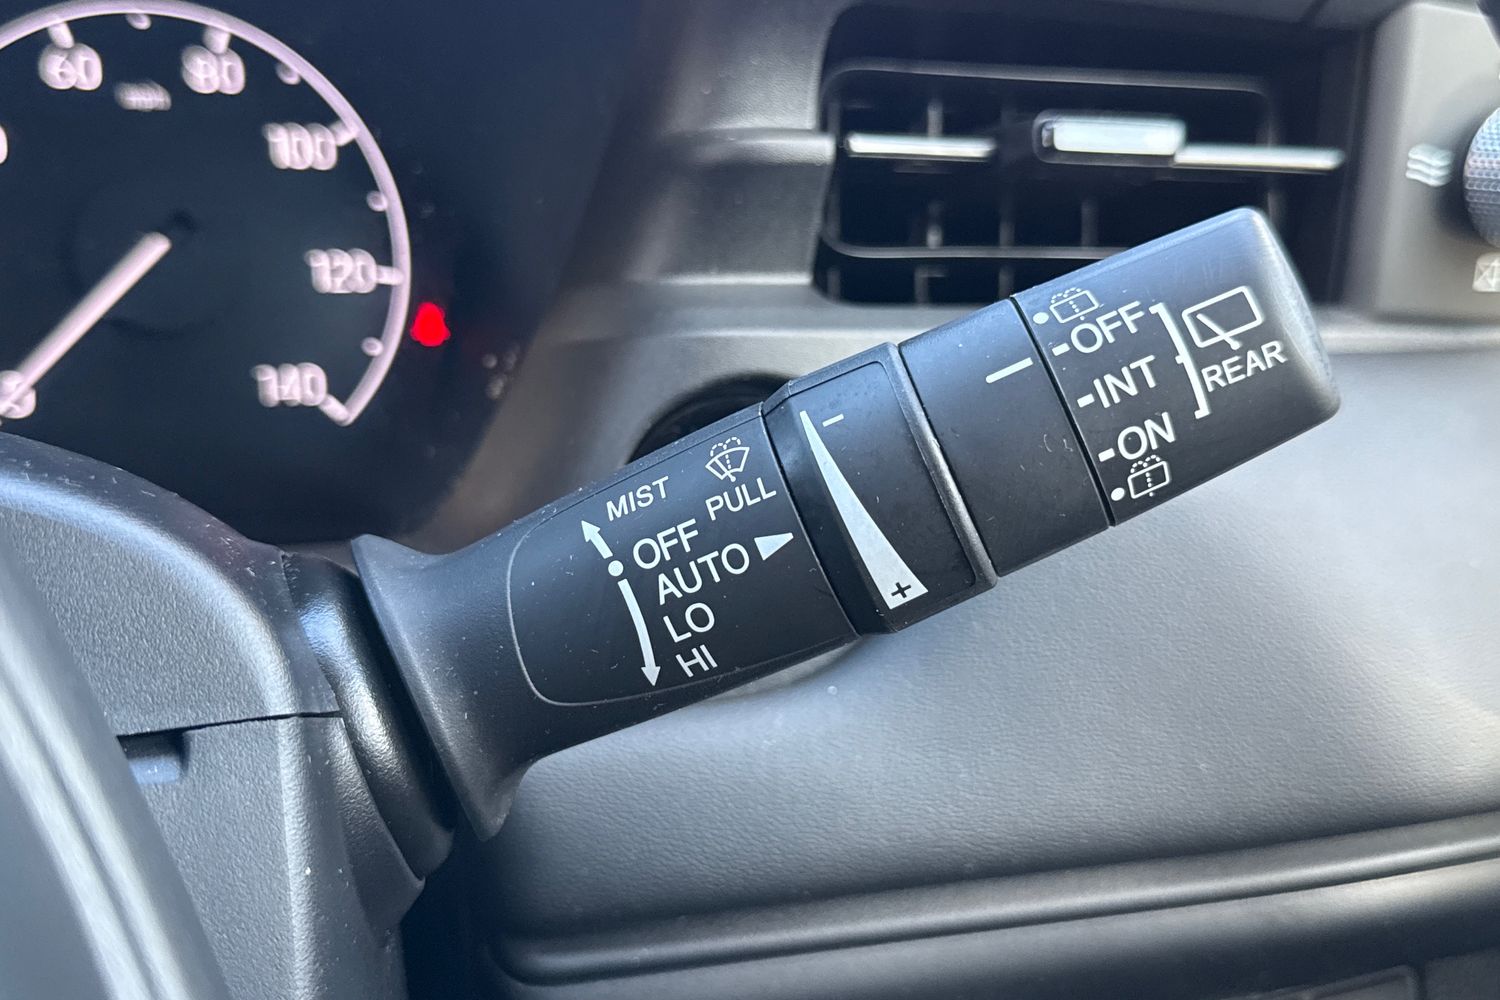 60
80
100
120
140
MIST
PULL
OFF
AUTO
LO
HI
-
+
OFF
INT
ON
REAR